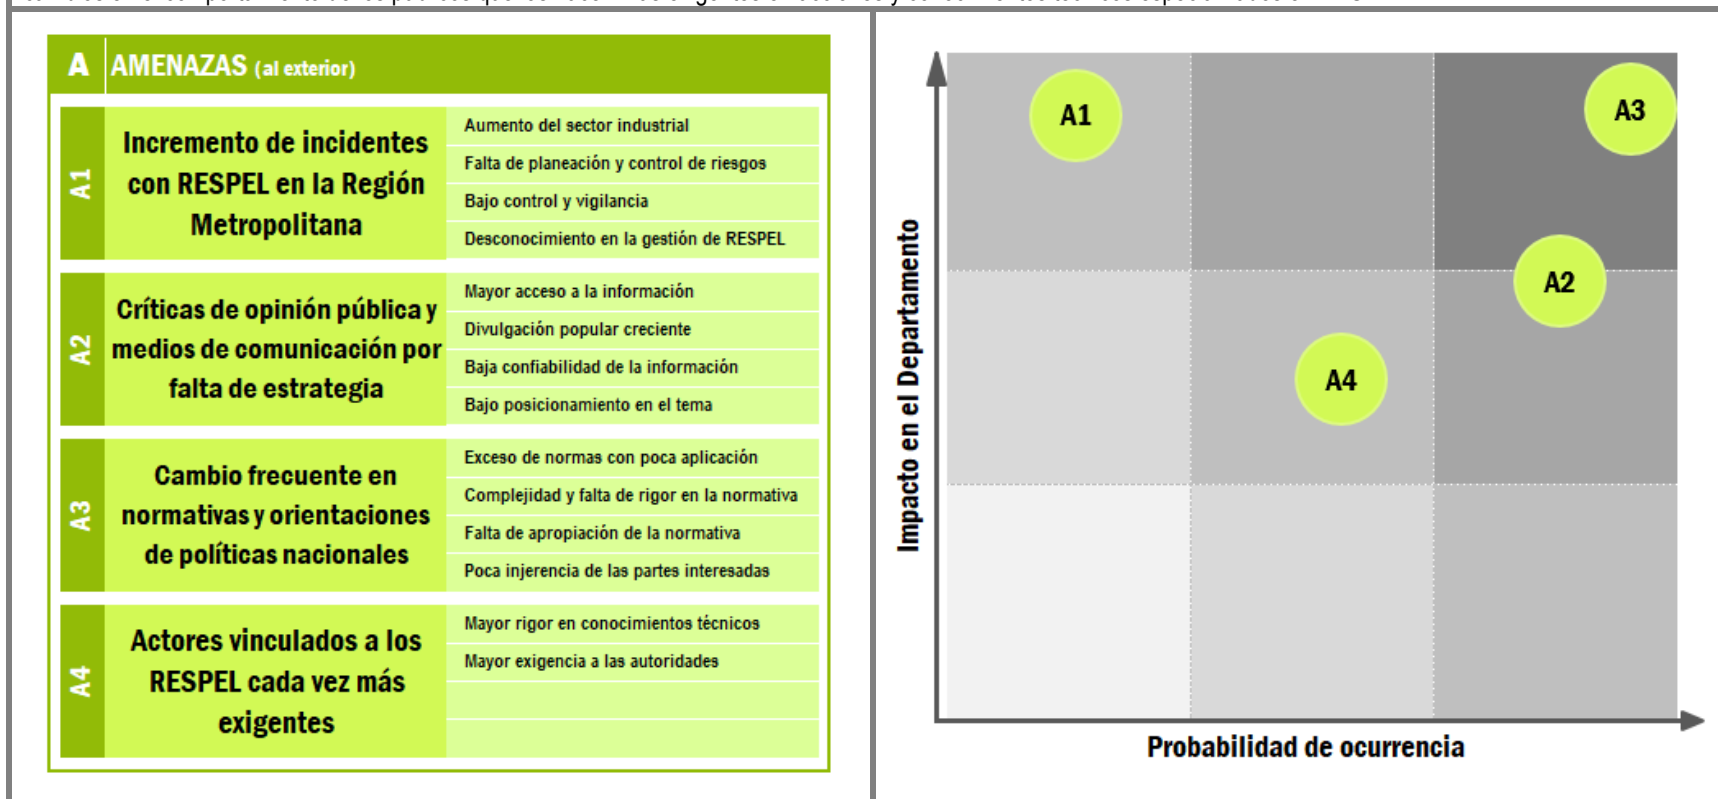 A AMENAZAS (al exterior)
A1
Incremento de incidentes
con RESPEL en la Región
Metropolitana
Aumento del sector industrial
Falta de planeación y control de riesgos
Bajo control y vigilancia
Desconocimiento en la gestión de RESPEL
A2
Críticas de opinión pública y
medios de comunicación por
falta de estrategia
Mayor acceso a la información
Divulgación popular creciente
Baja confiabilidad de la información
Bajo posicionamiento en el tema
A3
Cambio frecuente en
normativas y orientaciones
de políticas nacionales
Exceso de normas con poca aplicación
Complejidad y falta de rigor en la normativa
Falta de apropiación de la normativa
Poca injerencia de las partes interesadas
A4
Actores vinculados a los
RESPEL cada vez más
exigentes
Mayor rigor en conocimientos técnicos
Mayor exigencia a las autoridades
Impacto en el Departamento
A1
A3
A2
A4
Probabilidad de ocurrencia